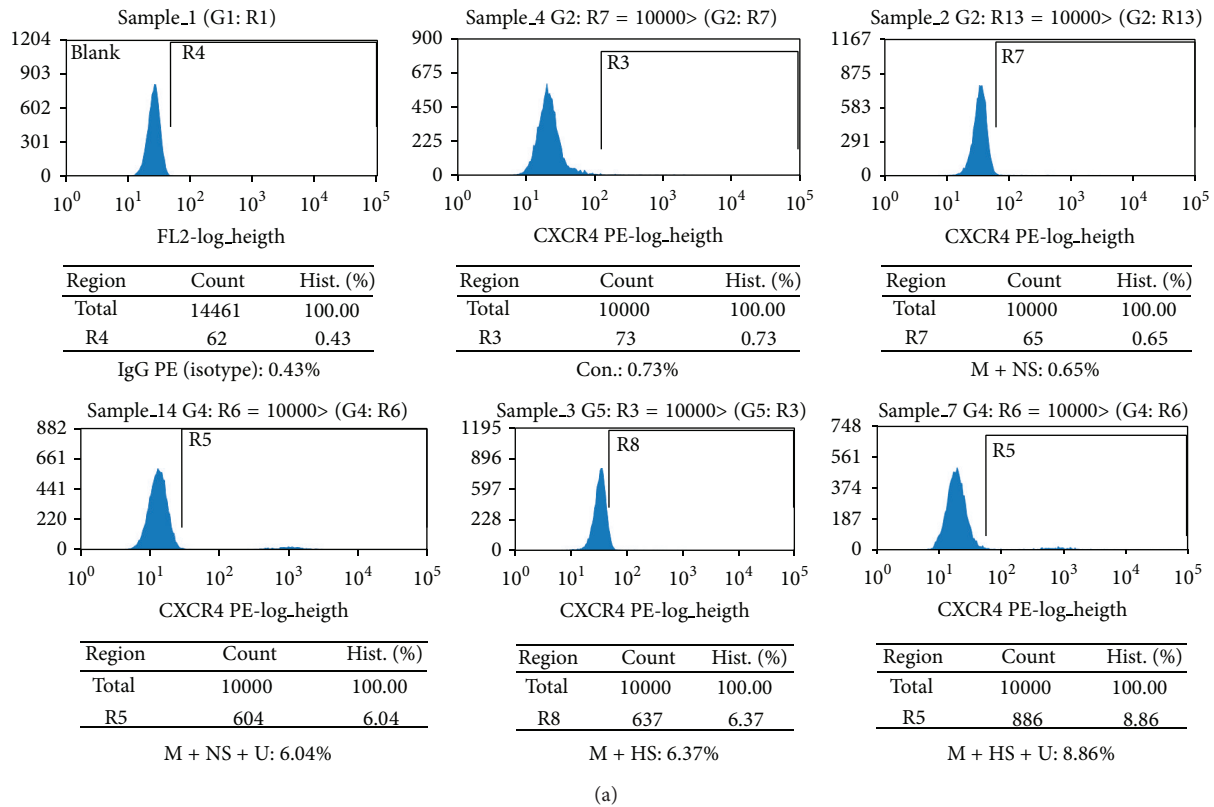 Sample_1 (G1: R1)
1204
903
602
301
0
Blank
R4
10^0 10^1 10^2 10^3 10^4 10^5
FL2-log_heigth
Region Count Hist. (%)
Total 14461 100.00
R4 62 0.43
IgG PE (isotype): 0.43%
Sample_4 G2: R7 = 10000> (G2: R7)
900
675
450
225
0
R3
10^0 10^1 10^2 10^3 10^4 10^5
CXCR4 PE-log_heigth
Region Count Hist. (%)
Total 10000 100.00
R3 73 0.73
Con.: 0.73%
Sample_2 G2: R13 = 10000> (G2: R13)
1167
875
583
291
0
R7
10^0 10^1 10^2 10^3 10^4 10^5
CXCR4 PE-log_heigth
Region Count Hist. (%)
Total 10000 100.00
R7 65 0.65
M + NS: 0.65%
Sample_14 G4: R6 = 10000> (G4: R6)
882
661
441
220
0
R5
10^0 10^1 10^2 10^3 10^4 10^5
CXCR4 PE-log_heigth
Region Count Hist. (%)
Total 10000 100.00
R5 604 6.04
M + NS + U: 6.04%
Sample_3 G5: R3 = 10000> (G5: R3)
1195
896
597
228
0
R8
10^0 10^1 10^2 10^3 10^4 10^5
CXCR4 PE-log_heigth
Region Count Hist. (%)
Total 10000 100.00
R8 637 6.37
M + HS: 6.37%
Sample_7 G4: R6 = 10000> (G4: R6)
748
561
374
187
0
R5
10^0 10^1 10^2 10^3 10^4 10^5
CXCR4 PE-log_heigth
Region Count Hist. (%)
Total 10000 100.00
R5 886 8.86
M + HS + U: 8.86%
(a)